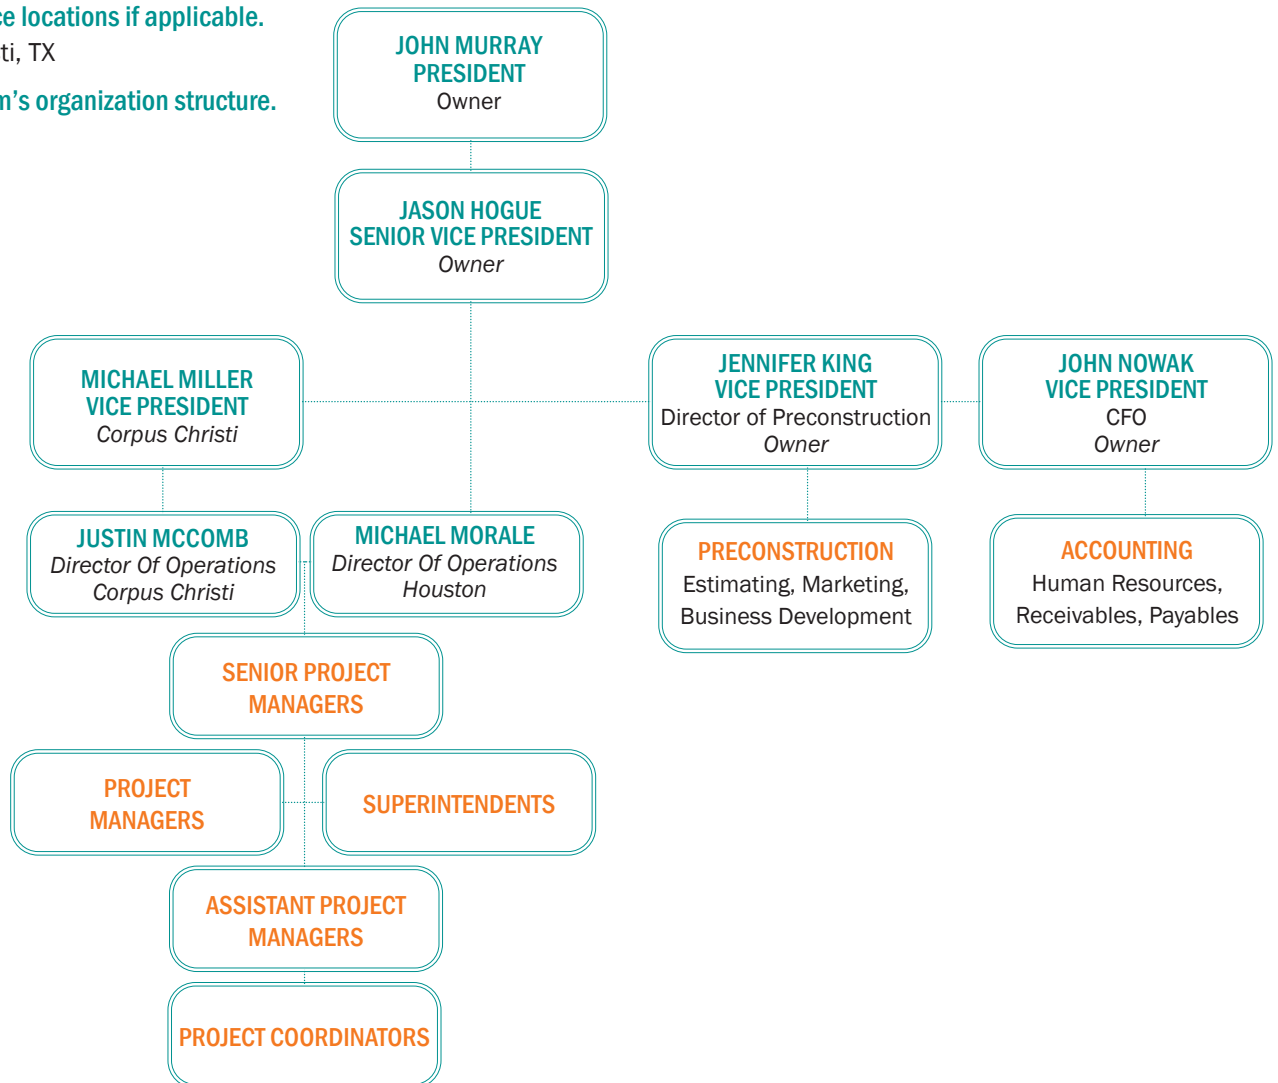 ce locations if applicable.
ti, TX
m's organization structure.
JOHN MURRAY
PRESIDENT
Owner
JASON HOGUE
SENIOR VICE PRESIDENT
Owner
MICHAEL MILLER
VICE PRESIDENT
Corpus Christi
JENNIFER KING
VICE PRESIDENT
Director of Preconstruction
Owner
JOHN NOWAK
VICE PRESIDENT
CFO
Owner
JUSTIN MCCOMB
Director Of Operations
Corpus Christi
MICHAEL MORALE
Director Of Operations
Houston
PRECONSTRUCTION
Estimating, Marketing,
Business Development
ACCOUNTING
Human Resources,
Receivables, Payables
SENIOR PROJECT
MANAGERS
PROJECT
MANAGERS
SUPERINTENDENTS
ASSISTANT PROJECT
MANAGERS
PROJECT COORDINATORS